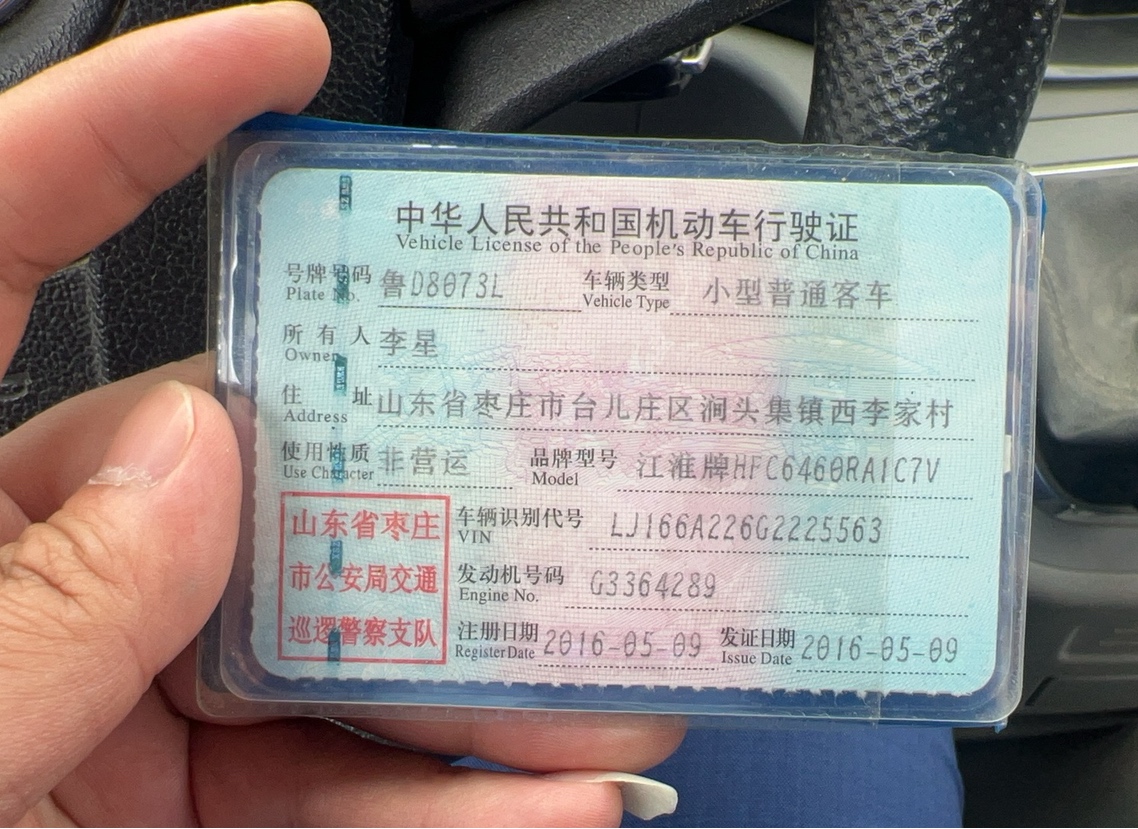 中华人民共和国机动车行驶证
Vehicle License of the People's Republic of China
号牌号码 Plate No. 鲁D8073L 车辆类型 Vehicle Type 小型普通客车
所有人 Owner 李星
住址 Address 山东省枣庄市台儿庄区涧头集镇西李家村
使用性质 Use Character 非营运 品牌型号 Model 江淮牌HFC6460RA1C7V
山东省枣庄
市公安局交通
巡逻警察支队
车辆识别代号 VIN LJ166A226G2225563
发动机号码 Engine No. G3364289
注册日期 Register Date 2016-05-09 发证日期 Issue Date 2016-05-09